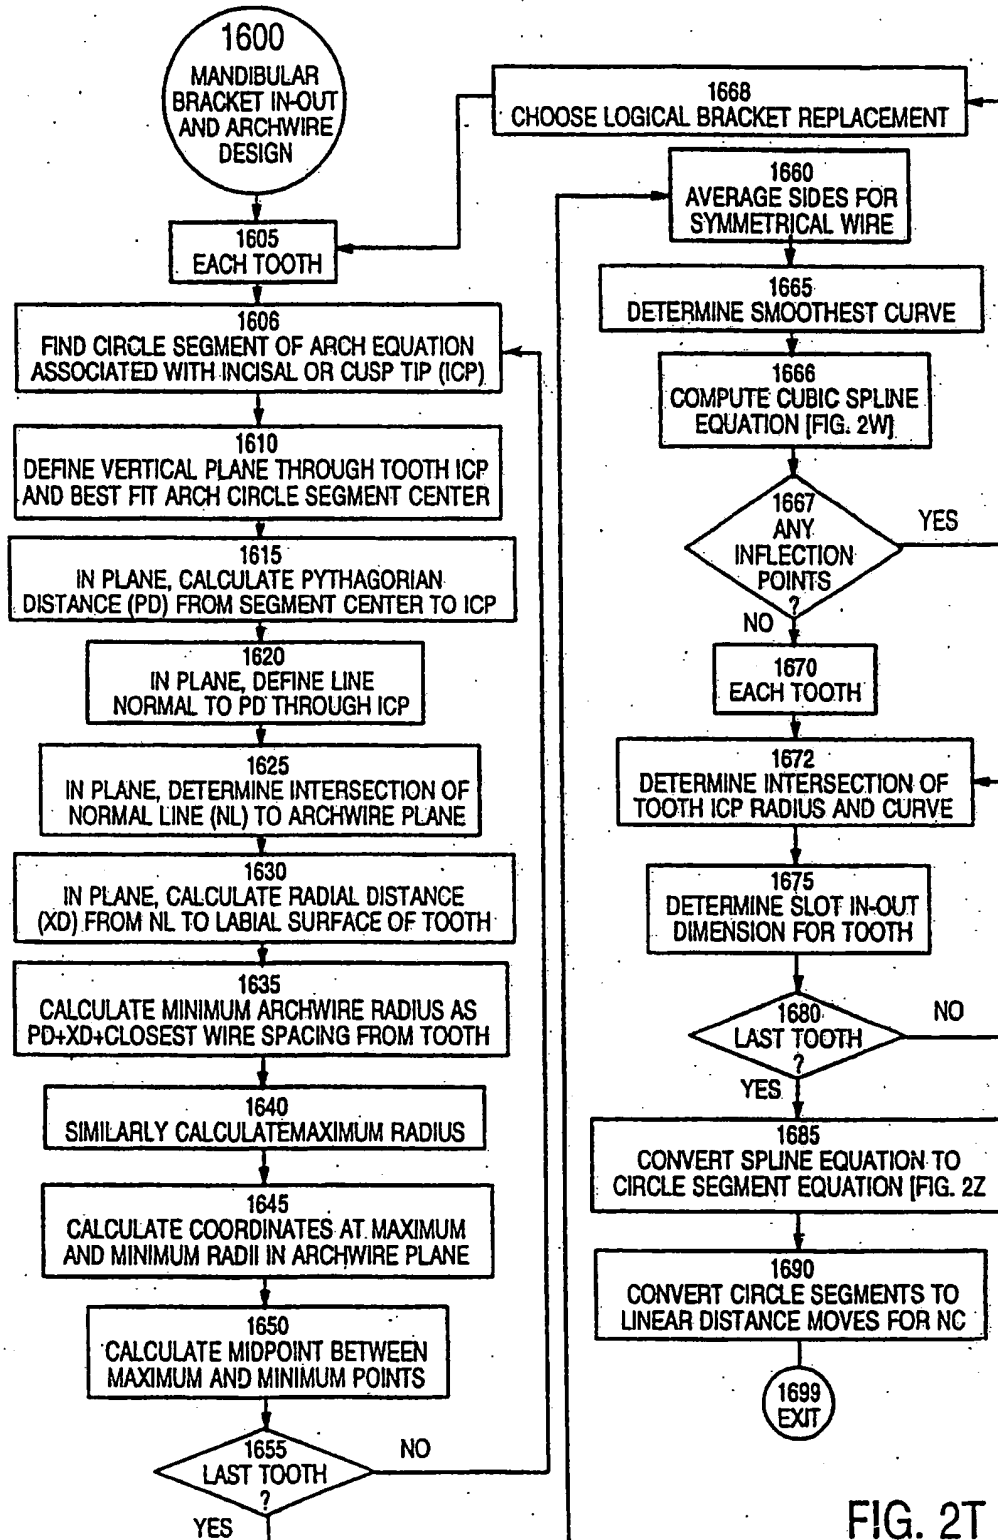 1600
MANDIBULAR
BRACKET IN-OUT
AND ARCHWIRE
DESIGN
1605
EACH TOOTH
1606
FIND CIRCLE SEGMENT OF ARCH EQUATION
ASSOCIATED WITH INCISAL OR CUSP TIP (ICP)
1610
DEFINE VERTICAL PLANE THROUGH TOOTH ICP
AND BEST FIT ARCH CIRCLE SEGMENT CENTER
1615
IN PLANE, CALCULATE PYTHAGORIAN
DISTANCE (PD) FROM SEGMENT CENTER TO ICP
1620
IN PLANE, DEFINE LINE
NORMAL TO PD THROUGH ICP
1625
IN PLANE, DETERMINE INTERSECTION OF
NORMAL LINE (NL) TO ARCHWIRE PLANE
1630
IN PLANE, CALCULATE RADIAL DISTANCE
(XD) FROM NL TO LABIAL SURFACE OF TOOTH
1635
CALCULATE MINIMUM ARCHWIRE RADIUS AS
PD+XD+CLOSEST WIRE SPACING FROM TOOTH
1640
SIMILARLY CALCULATEMAXIMUM RADIUS
1645
CALCULATE COORDINATES AT MAXIMUM
AND MINIMUM RADII IN ARCHWIRE PLANE
1650
CALCULATE MIDPOINT BETWEEN
MAXIMUM AND MINIMUM POINTS
1655
LAST TOOTH
?
NO
YES
1668
CHOOSE LOGICAL BRACKET REPLACEMENT
1660
AVERAGE SIDES FOR
SYMMETRICAL WIRE
1665
DETERMINE SMOOTHEST CURVE
1666
COMPUTE CUBIC SPLINE
EQUATION [FIG. 2W]
1667
ANY
INFLECTION
POINTS
?
YES
NO
1670
EACH TOOTH
1672
DETERMINE INTERSECTION OF
TOOTH ICP RADIUS AND CURVE
1675
DETERMINE SLOT IN-OUT
DIMENSION FOR TOOTH
1680
LAST TOOTH
?
NO
YES
1685
CONVERT SPLINE EQUATION TO
CIRCLE SEGMENT EQUATION [FIG. 2Z
1690
CONVERT CIRCLE SEGMENTS TO
LINEAR DISTANCE MOVES FOR NC
1699
EXIT
FIG. 2T